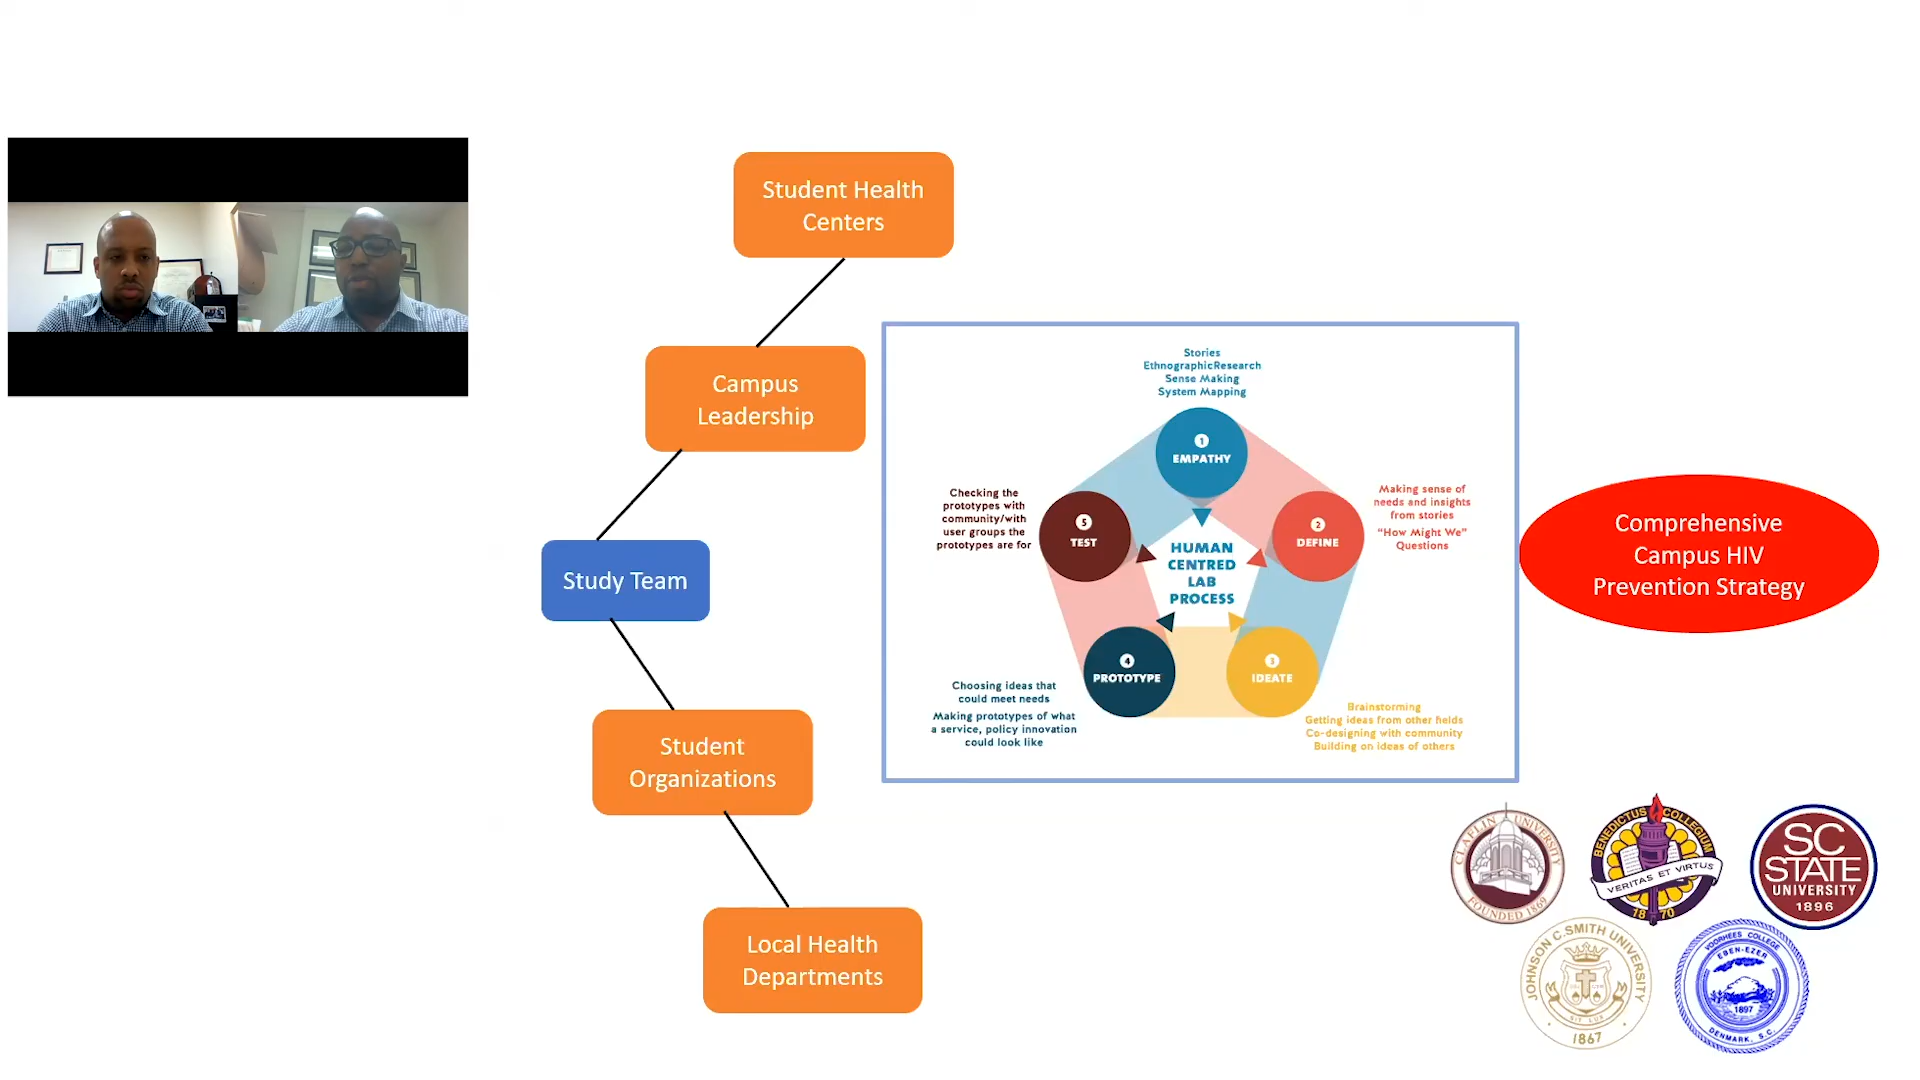 Student Health
Centers
Campus
Leadership
Study Team
Student
Organizations
Local Health
Departments
Stories
EthnographicResearch
Sense Making
System Mapping
1
EMPATHY
Making sense of
needs and insights
from stories
"How Might We"
Questions
2
DEFINE
Brainstorming
Getting ideas from other fields
Co-designing with community
Building on ideas of others
3
IDEATE
Choosing ideas that
could meet needs
Making prototypes of what
a service, policy innovation
could look like
4
PROTOTYPE
Checking the
prototypes with
community/with
user groups the
prototypes are for
5
TEST
HUMAN
CENTRED
LAB
PROCESS
Comprehensive
Campus HIV
Prevention Strategy
CLAFLIN UNIVERSITY
FOUNDED 1869
BENEDICTUS COLLEGIUM
VERITAS ET VIRTUS
1870
SC
STATE
UNIVERSITY
1896
JOHNSON C. SMITH UNIVERSITY
SIT LUX
1867
VOORHEES COLLEGE
EBEN-EZER
1897
DENMARK, S.C.